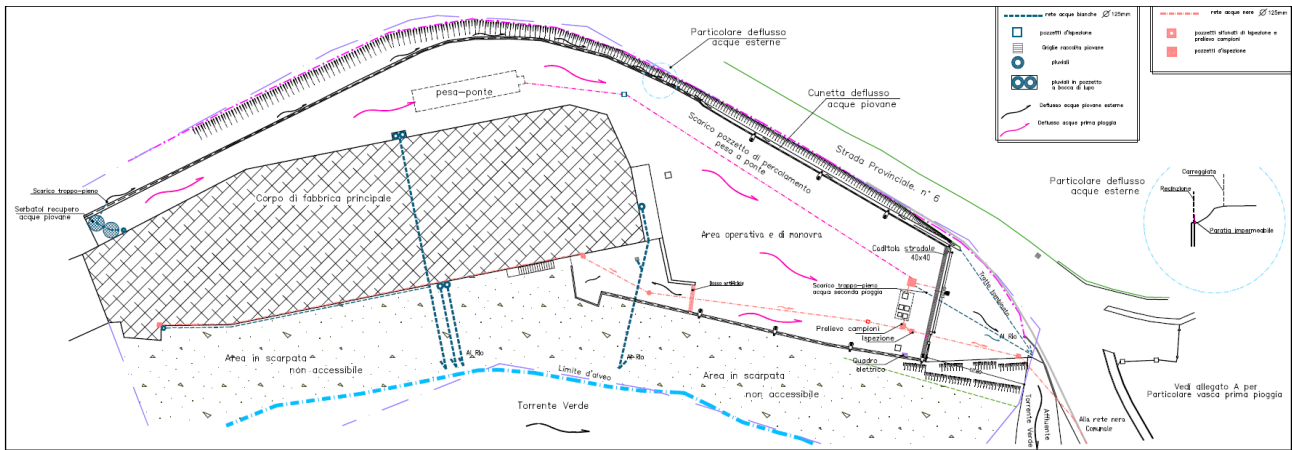 rete acque bianche Ø 125mm
pozzetti d'ispezione
Griglie raccolta piovane
pluviali
pluviali in pozzetto
a bocca di lupo
Deflusso acque piovane esterne
Deflusso acque prima pioggia
rete acque nere Ø 125mm
pozzetti sifonati di ispezione e
prelievo campioni
pozzetti d'ispezione
Particolare deflusso
acque esterne
pesa-ponte
Cunetta deflusso
acque piovane
Scarico pozzetto di percolamento
pesa a ponte
Strada Provinciale. n° 6
Carreggiata
Particolare deflusso
acque esterne
Recinzione
Paratia impermeabile
Scarico troppo-pieno
Serbatoi recupero
acque piovane
Corpo di fabbrica principale
Area operativa e di manovra
Caditoia stradale
40x40
Scarico troppo-pieno
acqua seconda pioggia
Tratto tombinato
Dosso artificiale
Prelievo campioni
Ispezione
Quadro
elettrico
Al Rio
Al Rio
Al Rio
Area in scarpata
non accessibile
Limite d'alveo
Area in scarpata
non accessibile
Torrente Verde
Torrente Verde
Affluente
Alla rete nera
Comunale
Vedi allegato A per
Particolare vasca prima pioggia